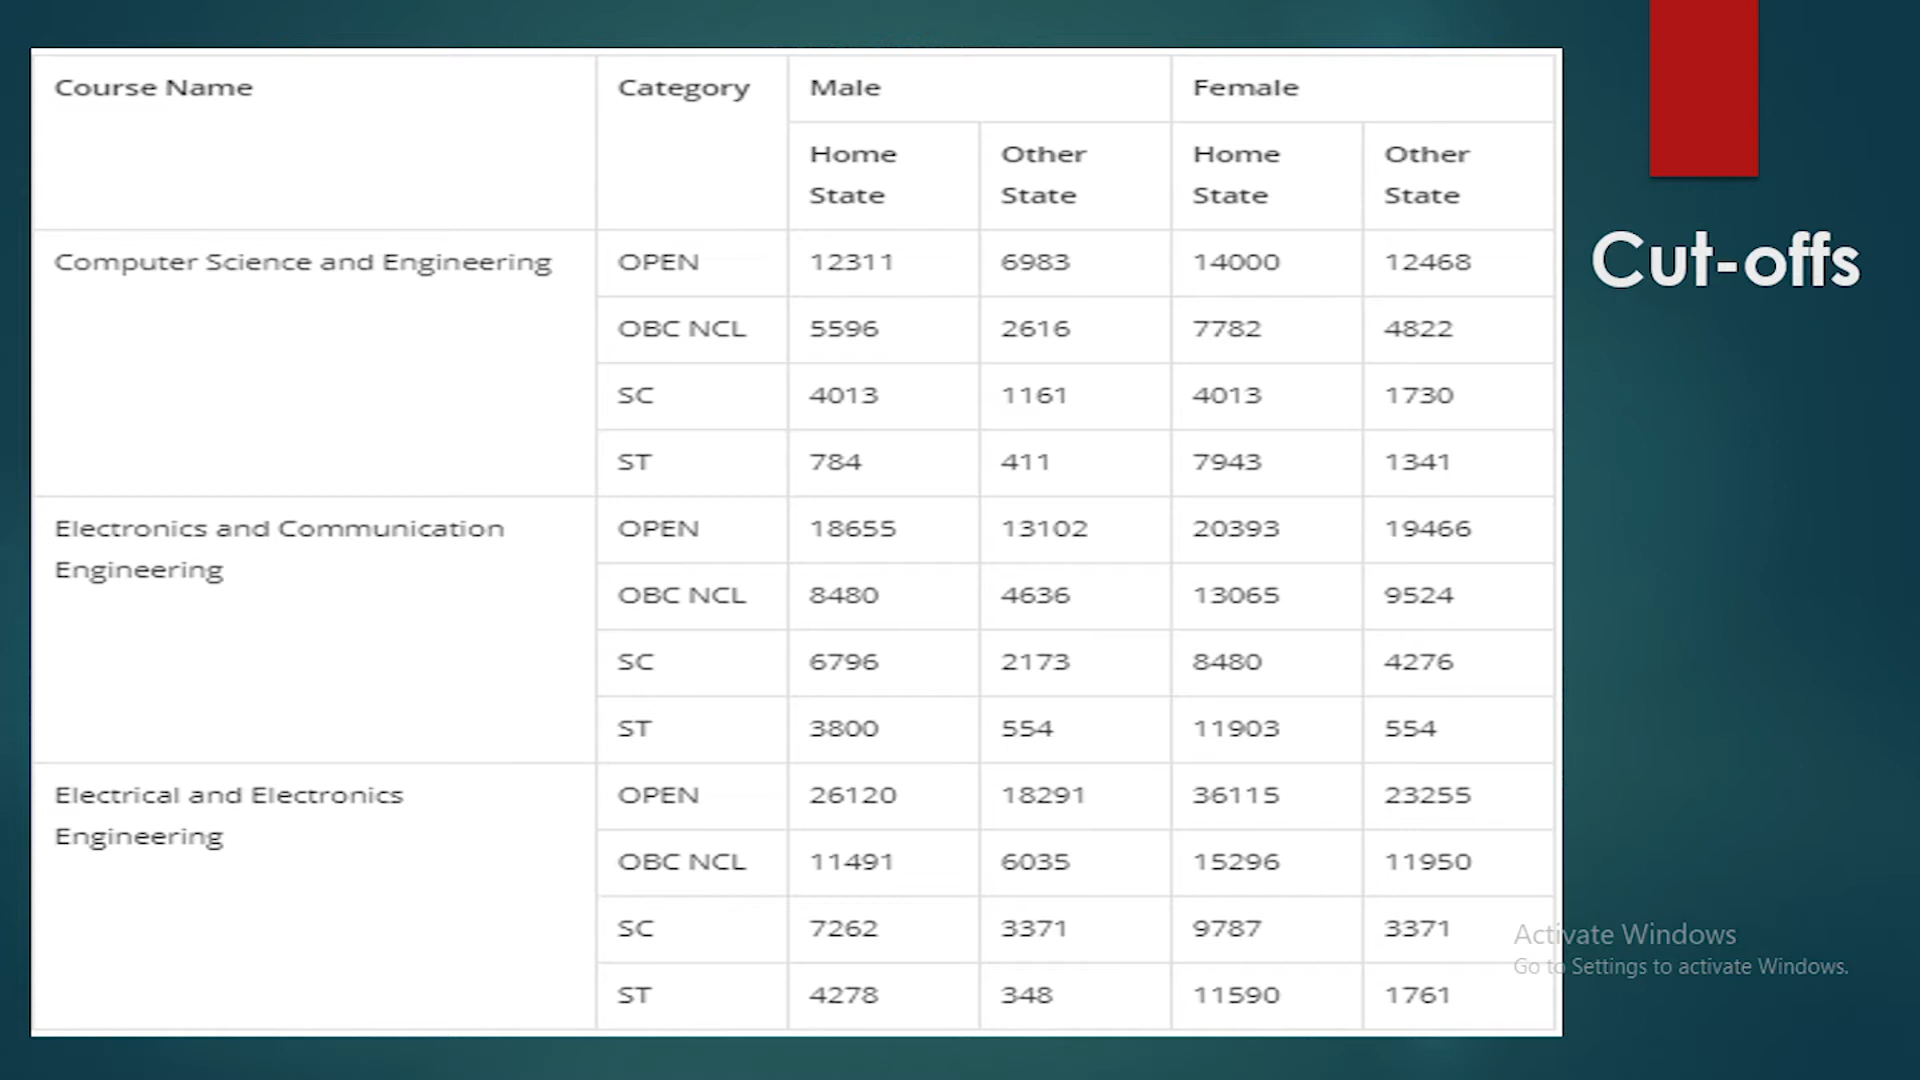 Course Name Category Male Female
Home State Other State Home State Other State
Computer Science and Engineering OPEN 12311 6983 14000 12468
OBC NCL 5596 2616 7782 4822
SC 4013 1161 4013 1730
ST 784 411 7943 1341
Electronics and Communication Engineering OPEN 18655 13102 20393 19466
OBC NCL 8480 4636 13065 9524
SC 6796 2173 8480 4276
ST 3800 554 11903 554
Electrical and Electronics Engineering OPEN 26120 18291 36115 23255
OBC NCL 11491 6035 15296 11950
SC 7262 3371 9787 3371
ST 4278 348 11590 1761
Cut-offs
Activate Windows
Go to Settings to activate Windows.